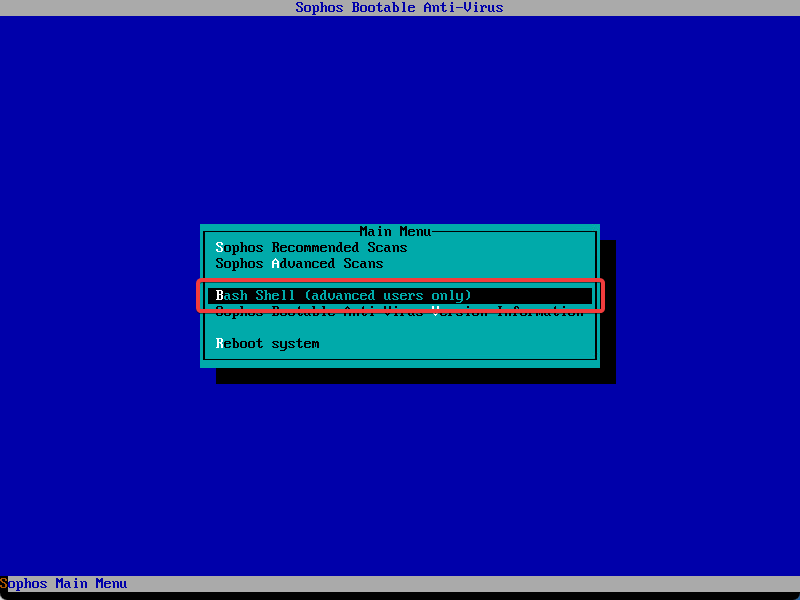 Sophos Bootable Anti-Virus
Main Menu
Sophos Recommended Scans
Sophos Advanced Scans
Bash Shell (advanced users only)
Sophos Bootable Anti-Virus Version Information
Reboot system
Sophos Main Menu